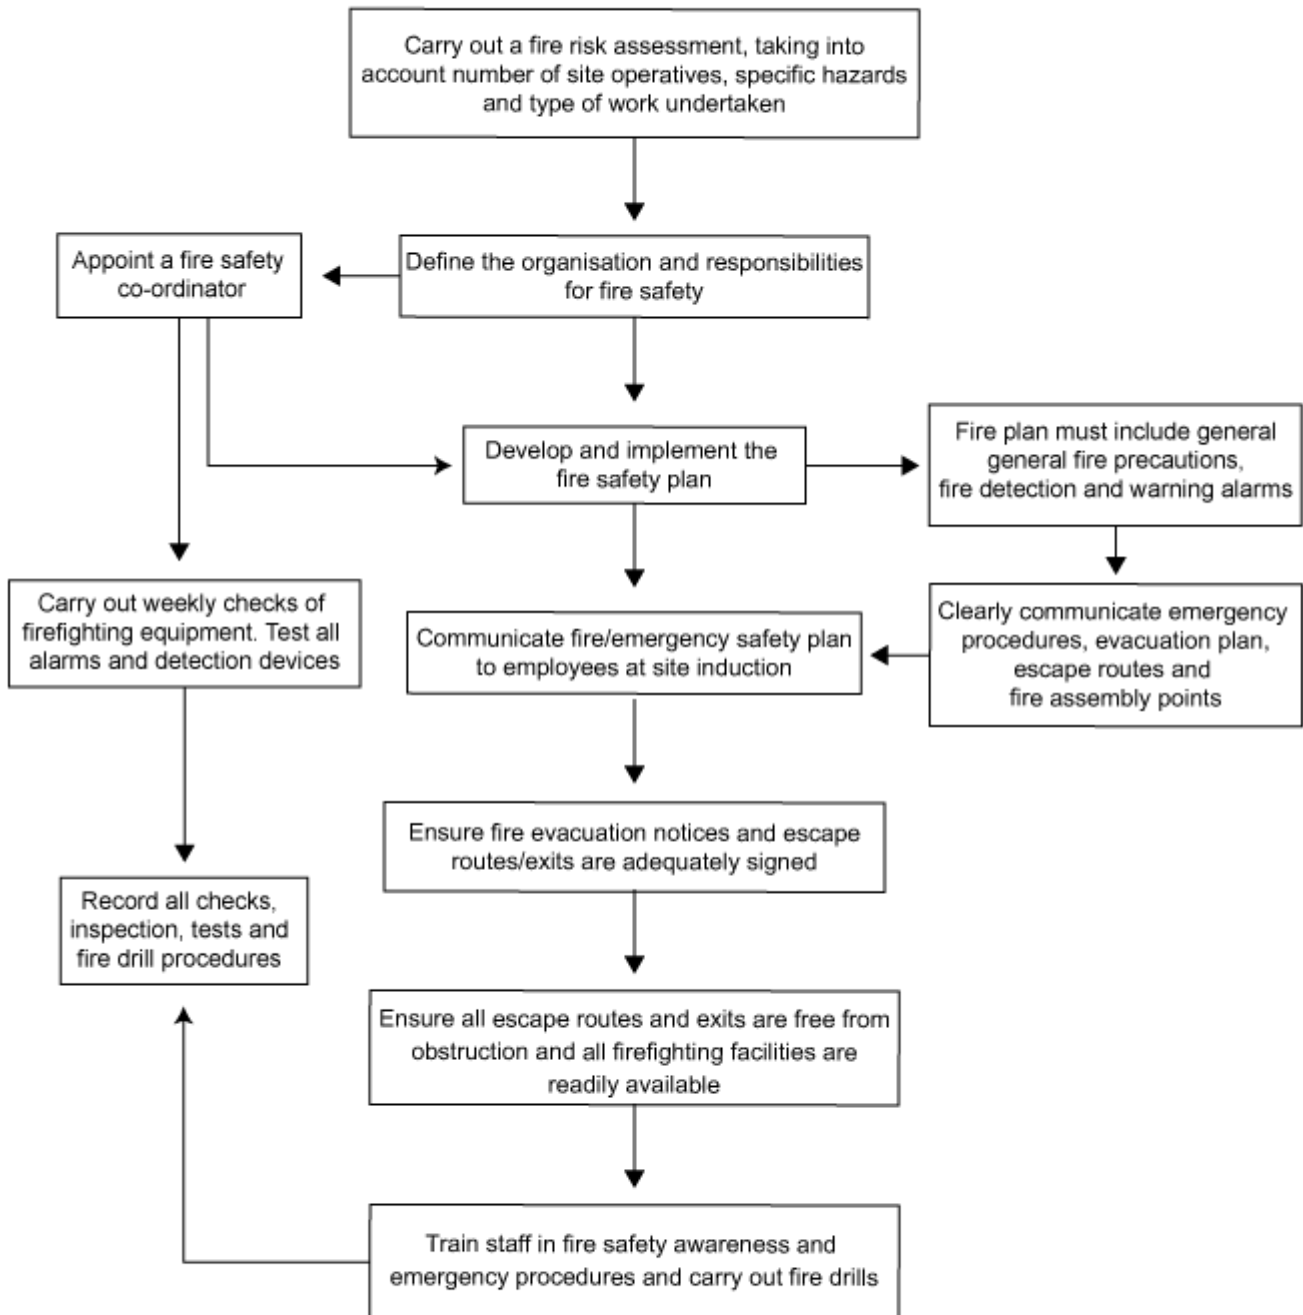 Carry out a fire risk assessment, taking into
account number of site operatives, specific hazards
and type of work undertaken
Appoint a fire safety
co-ordinator
Define the organisation and responsibilities
for fire safety
Develop and implement the
fire safety plan
Fire plan must include general
general fire precautions,
fire detection and warning alarms
Carry out weekly checks of
firefighting equipment. Test all
alarms and detection devices
Communicate fire/emergency safety plan
to employees at site induction
Clearly communicate emergency
procedures, evacuation plan,
escape routes and
fire assembly points
Ensure fire evacuation notices and escape
routes/exits are adequately signed
Record all checks,
inspection, tests and
fire drill procedures
Ensure all escape routes and exits are free from
obstruction and all firefighting facilities are
readily available
Train staff in fire safety awareness and
emergency procedures and carry out fire drills